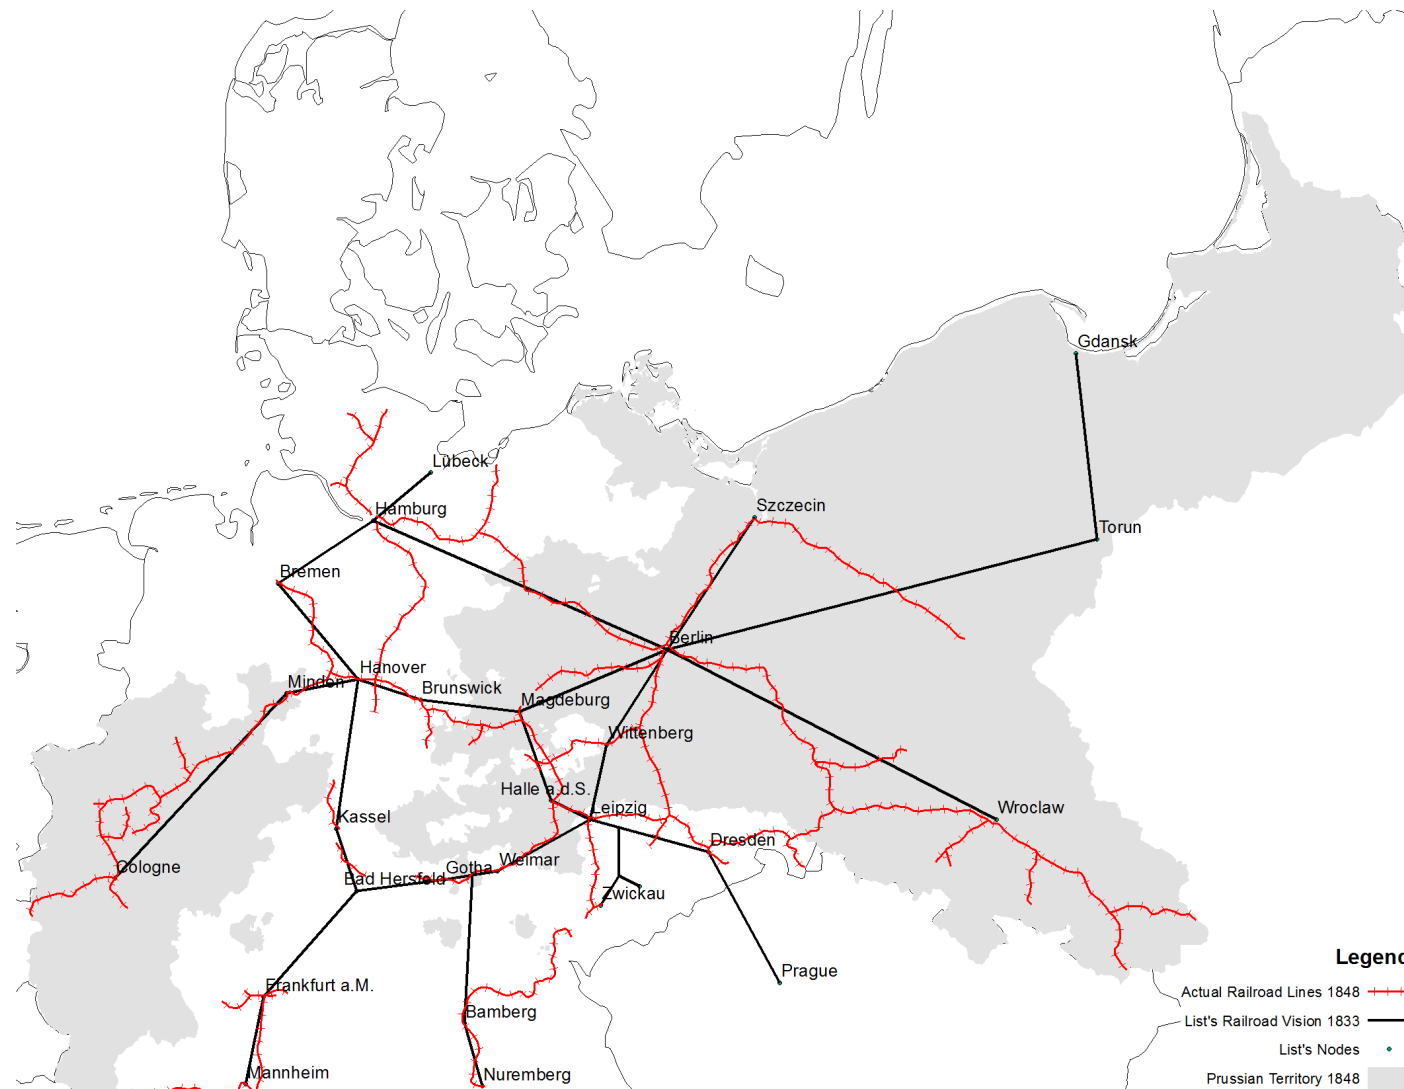 Gdansk
Lübeck
Hamburg
Szczecin
Torun
Bremen
Berlin
Hanover
Minden
Brunswick
Magdeburg
Wittenberg
Halle a.d.S.
Leipzig
Wroclaw
Kassel
Dresden
Cologne
Gotha
Weimar
Bad Hersfeld
Zwickau
Prague
Frankfurt a.M.
Bamberg
Mannheim
Nuremberg
Legend
Actual Railroad Lines 1848
List's Railroad Vision 1833
List's Nodes
Prussian Territory 1848